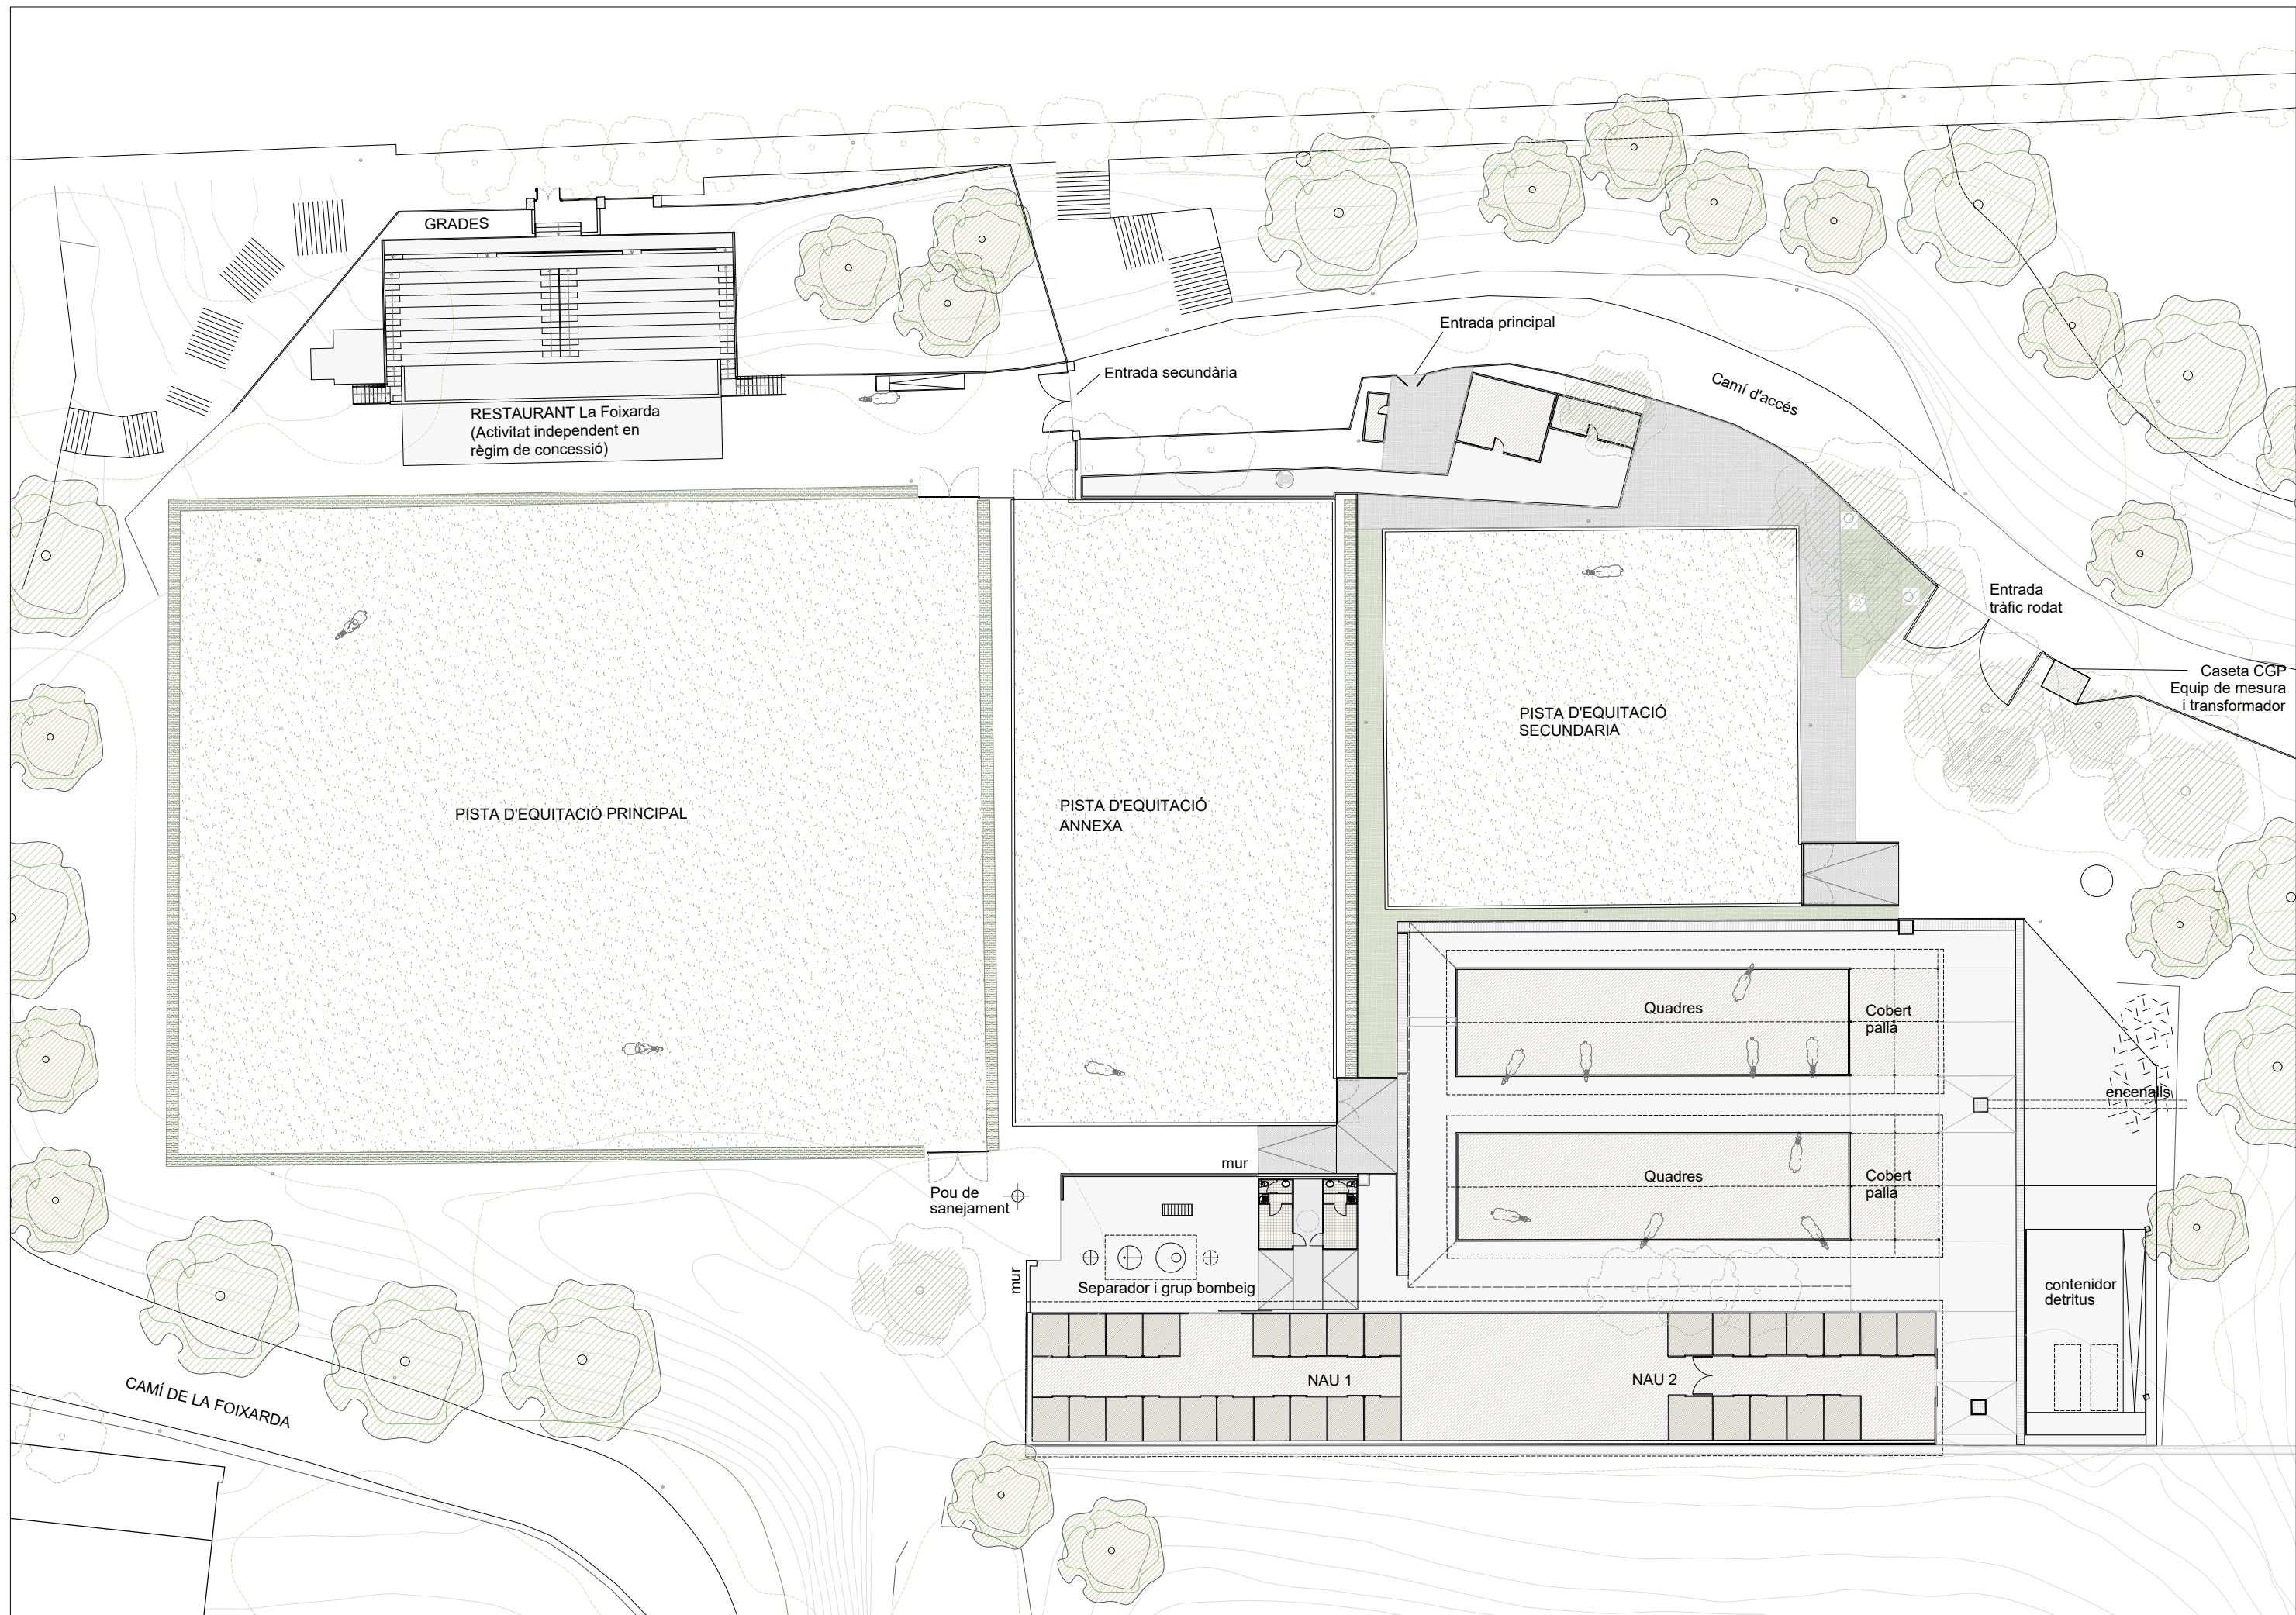 GRADES
Entrada principal
Entrada secundària
Camí d'accés
RESTAURANT La Foixarda
(Activitat independent en
règim de concessió)
Entrada
tràfic rodat
Caseta CGP
Equip de mesura
i transformador
PISTA D'EQUITACIÓ
SECUNDARIA
PISTA D'EQUITACIÓ PRINCIPAL
PISTA D'EQUITACIÓ
ANNEXA
Quadres
Cobert
palla
encenalls
mur
Quadres
Cobert
palla
Pou de
sanejament
mur
Separador i grup bombeig
contenidor
detritus
NAU 1
NAU 2
CAMÍ DE LA FOIXARDA